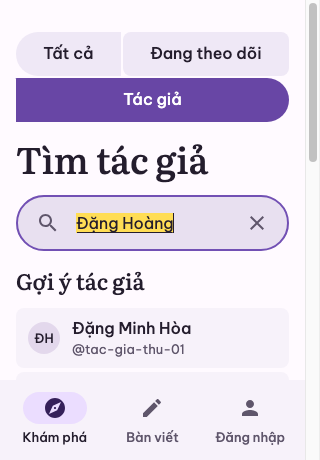 Tất cả
Đang theo dõi
Tác giả
Tìm tác giả
Đặng Hoàng
Gợi ý tác giả
ĐH
Đặng Minh Hòa
@tac-gia-thu-01
Khám phá
Bàn viết
Đăng nhập